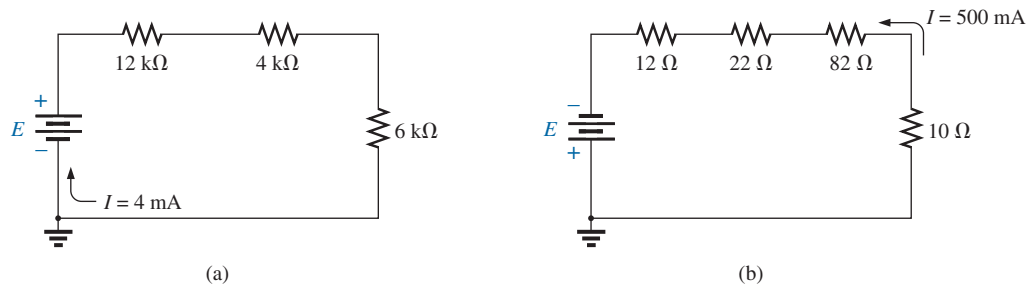 I = 500 mA
12 kΩ 4 kΩ
12 Ω 22 Ω 82 Ω
+
E
−
6 kΩ
−
E
+
10 Ω
I = 4 mA
(a)
(b)